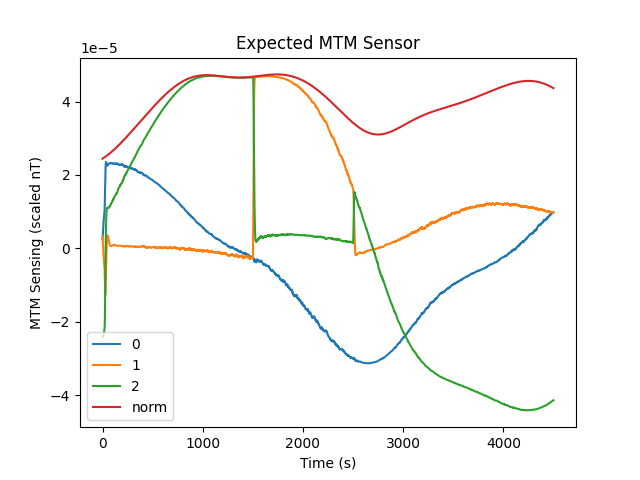 Expected MTM Sensor
1e−5
MTM Sensing (scaled nT)
4
2
0
−2
−4
0
1
2
norm
0
1000
2000
3000
4000
Time (s)